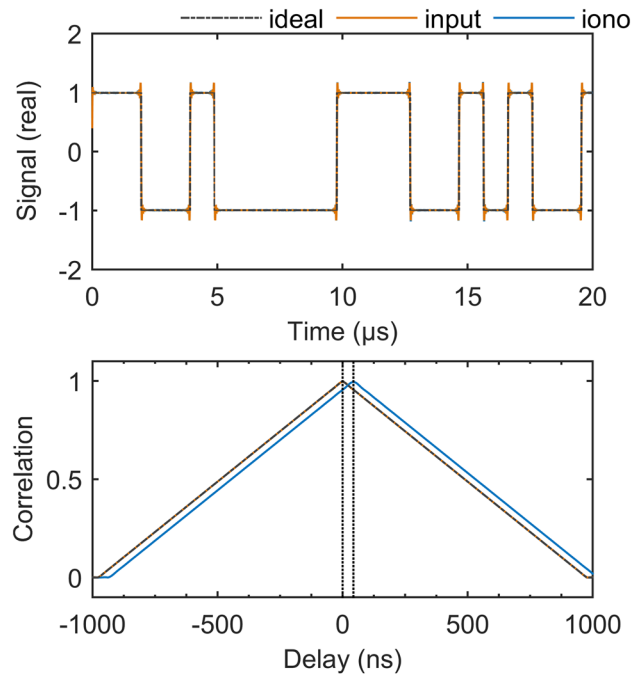 ideal input iono
2
1
0
-1
-2
Signal (real)
0 5 10 15 20
Time (µs)
1
0.5
0
Correlation
-1000 -500 0 500 1000
Delay (ns)